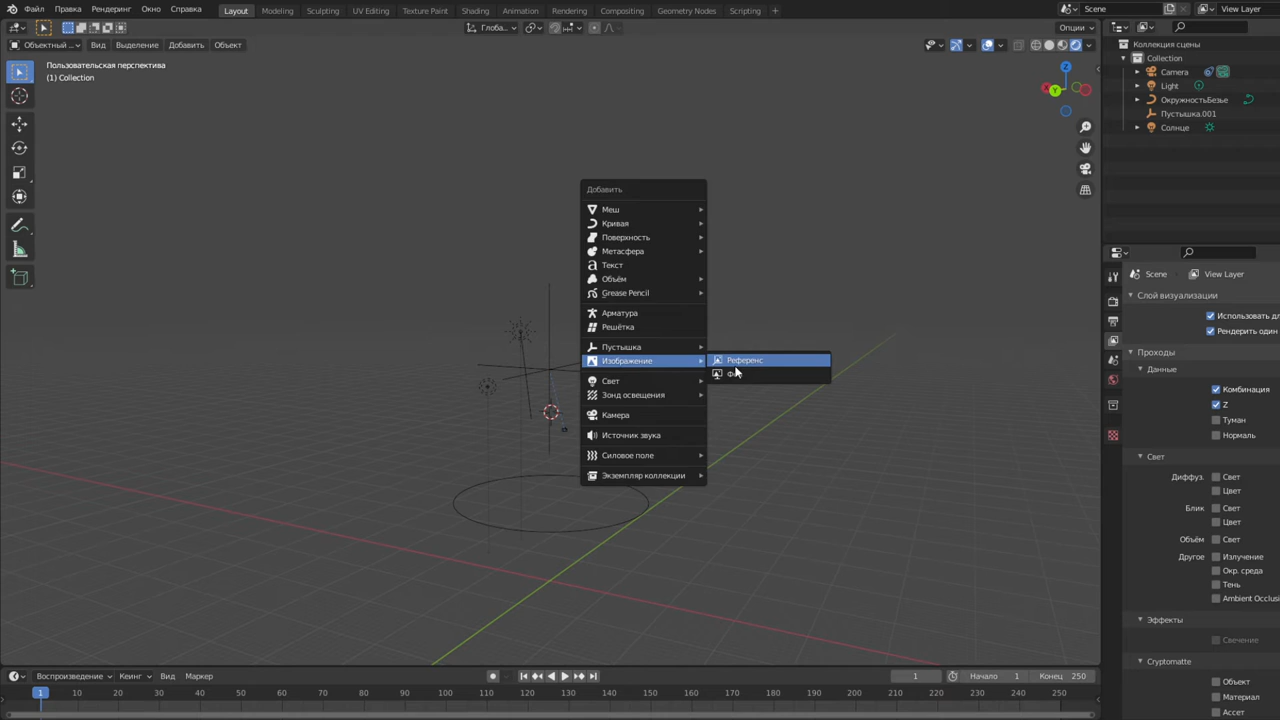 Файл Правка Рендеринг Окно Справка Layout Modeling Sculpting UV Editing Texture Paint Shading Animation Rendering Compositing Geometry Nodes Scripting Scene View Layer
Глоба... Опции
Объектный ... Вид Выделение Добавить Объект
Пользовательская перспектива
(1) Collection
Коллекция сцены
Collection
Camera
Light
ОкружностьБезье
Пустышка.001
Солнце
Z
Y
Добавить
Меш
Кривая
Поверхность
Метасфера
Текст
Объём
Grease Pencil
Арматура
Решётка
Пустышка
Изображение
Референс
Свет
Зонд освещения
Камера
Источник звука
Силовое поле
Экземпляр коллекции
Scene View Layer
Слой визуализации
Использовать дл
Рендерить один
Проходы
Данные
Комбинация
Z
Туман
Нормаль
Свет
Диффуз. Свет
Цвет
Блик Свет
Цвет
Объём Свет
Другое Излучение
Окр. среда
Тень
Ambient Occlus
Эффекты
Свечение
Cryptomatte
Объект
Материал
Ассет
Воспроизведение Кеинг Вид Маркер 1 Начало 1 Конец 250
1 10 20 30 40 50 60 70 80 90 100 110 120 130 140 150 160 170 180 190 200 210 220 230 240 250